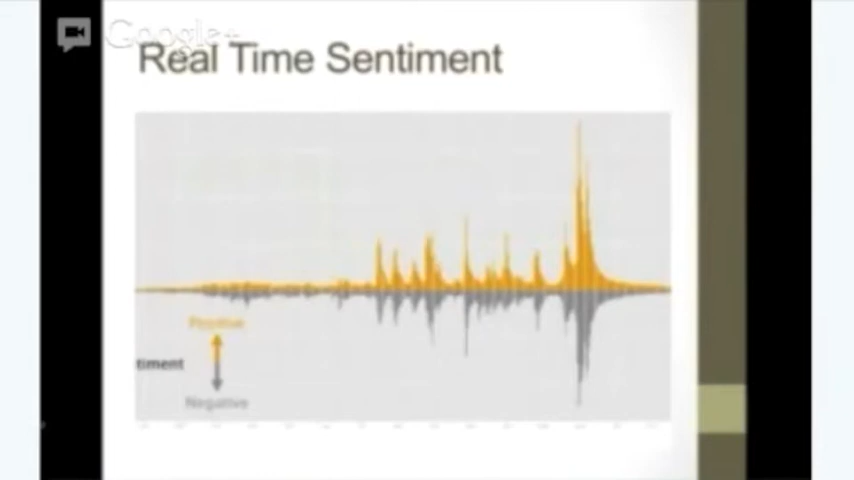 Google+
Real Time Sentiment
Positive
timent
Negative